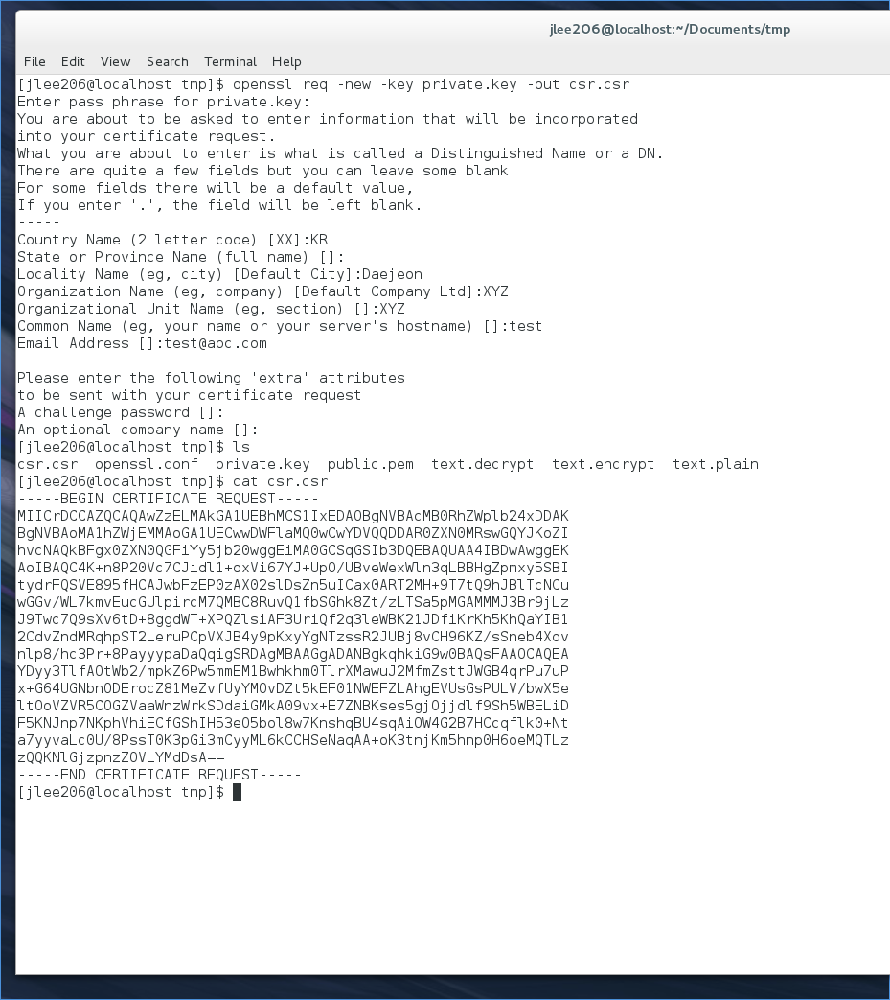 jlee206@localhost:~/Documents/tmp
File Edit View Search Terminal Help
[jlee206@localhost tmp]$ openssl req -new -key private.key -out csr.csr
Enter pass phrase for private.key:
You are about to be asked to enter information that will be incorporated
into your certificate request.
What you are about to enter is what is called a Distinguished Name or a DN.
There are quite a few fields but you can leave some blank
For some fields there will be a default value,
If you enter '.', the field will be left blank.
-----
Country Name (2 letter code) [XX]:KR
State or Province Name (full name) []:
Locality Name (eg, city) [Default City]:Daejeon
Organization Name (eg, company) [Default Company Ltd]:XYZ
Organizational Unit Name (eg, section) []:XYZ
Common Name (eg, your name or your server's hostname) []:test
Email Address []:test@abc.com
Please enter the following 'extra' attributes
to be sent with your certificate request
A challenge password []:
An optional company name []:
[jlee206@localhost tmp]$ ls
csr.csr openssl.conf private.key public.pem text.decrypt text.encrypt text.plain
[jlee206@localhost tmp]$ cat csr.csr
-----BEGIN CERTIFICATE REQUEST-----
MIICrDCCAZQCAQAwZzELMAkGA1UEBhMCS1IxEDAOBgNVBAcMB0RhZWplb24xDDAK
BgNVBAoMA1hZWjEMMAoGA1UECwwDWFlaMQ0wCwYDVQQDDAR0ZXN0MRswGQYJKoZI
hvcNAQkBFgx0ZXN0QGFiYy5jb20wggEiMA0GCSqGSIb3DQEBAQUAA4IBDwAwggEK
AoIBAQC4K+n8P20Vc7CJidl1+oxVi67YJ+UpO/UBveWexWln3qLBBHgZpmxy5SBI
tydrFQSVE895fHCAJwbFzEP0zAX02slDsZn5uICax0ART2MH+9T7tQ9hJBlTcNCu
wGGv/WL7kmvEucGUlpircM7QMBC8RuvQ1fbSGhk8Zt/zLTSa5pMGAMMMJ3Br9jLz
J9Twc7Q9sXv6tD+8ggdWT+XPQZlsiAF3UriQf2q3leWBK21JDfiKrKh5KhQaYIB1
2CdvZndMRqhpST2LeruPCpVXJB4y9pKxyYgNTzssR2JUBj8vCH96KZ/sSneb4Xdv
nlp8/hc3Pr+8PayyypaDaQqigSRDAgMBAAGgADANBgkqhkiG9w0BAQsFAAOCAQEA
YDyy3TlfAOtWb2/mpkZ6Pw5mmEM1Bwhkhm0TlrXMawuJ2MfmZsttJWGB4qrPu7uP
x+G64UGNbnODErocZ81MeZvfUyYMOvDZt5kEF01NWEFZLAhgEVUsGsPULV/bwX5e
ltOoVZVR5COGZVaaWnzWrkSDdaiGMkA09vx+E7ZNBKses5gjOjjdlf9Sh5WBELiD
F5KNJnp7NKphVhiECfGShIH53eO5bol8w7KnshqBU4sqAiOW4G2B7HCcqflk0+Nt
a7yyvaLc0U/8PssT0K3pGi3mCyyML6kCCHSeNaqAA+oK3tnjKm5hnp0H6oeMQTLz
zQQKNlGjzpnzZOVLYMdDsA==
-----END CERTIFICATE REQUEST-----
[jlee206@localhost tmp]$